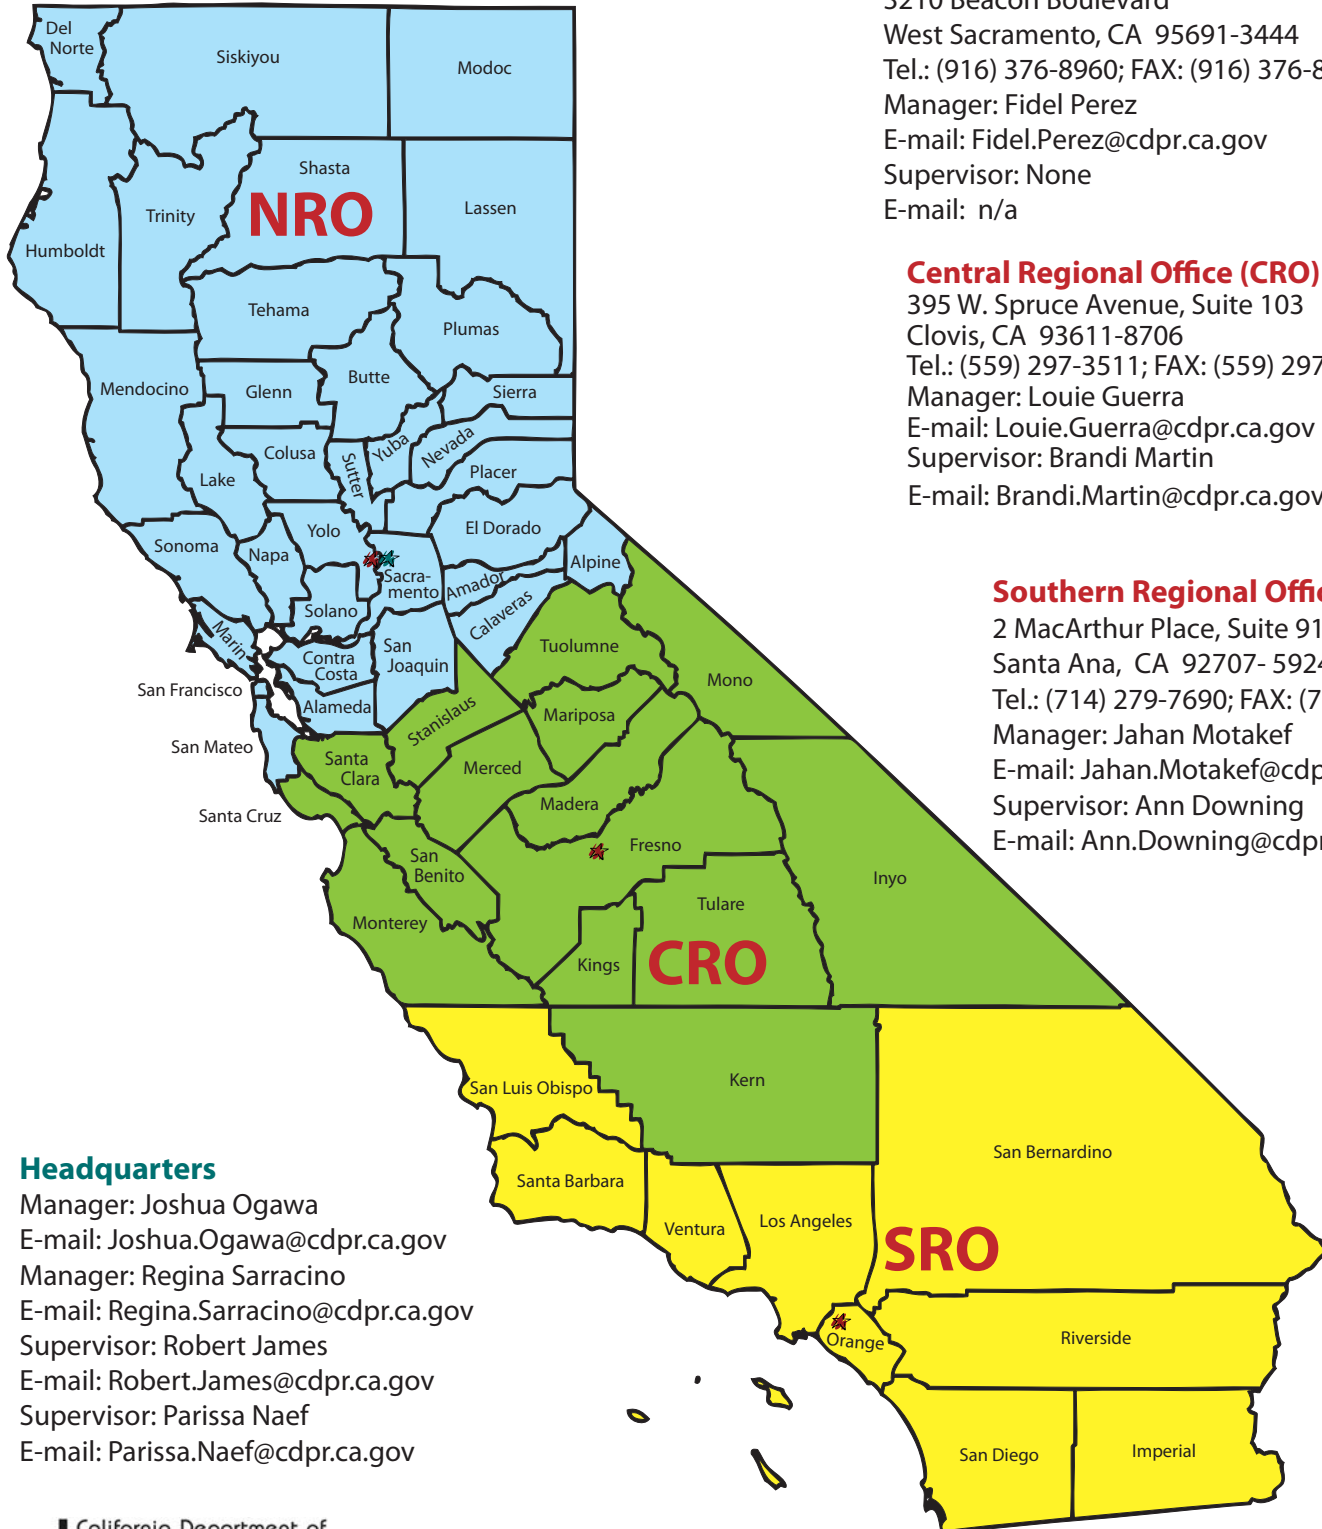 3210 Beacon Boulevard
West Sacramento, CA 95691-3444
Tel.: (916) 376-8960; FAX: (916) 376-8
Manager: Fidel Perez
E-mail: Fidel.Perez@cdpr.ca.gov
Supervisor: None
E-mail: n/a
Central Regional Office (CRO)
395 W. Spruce Avenue, Suite 103
Clovis, CA 93611-8706
Tel.: (559) 297-3511; FAX: (559) 297
Manager: Louie Guerra
E-mail: Louie.Guerra@cdpr.ca.gov
Supervisor: Brandi Martin
E-mail: Brandi.Martin@cdpr.ca.gov
Southern Regional Offi
2 MacArthur Place, Suite 91
Santa Ana, CA 92707- 5924
Tel.: (714) 279-7690; FAX: (7
Manager: Jahan Motakef
E-mail: Jahan.Motakef@cdp
Supervisor: Ann Downing
E-mail: Ann.Downing@cdpr
Del
Norte
Siskiyou
Modoc
Shasta
NRO
Lassen
Trinity
Humboldt
Tehama
Plumas
Mendocino
Glenn
Butte
Sierra
Colusa
Yuba
Nevada
Sutter
Lake
Placer
Yolo
El Dorado
Sonoma
Napa
Alpine
Sacra-
mento
Amador
Solano
Calaveras
Marin
Contra
Costa
San
Joaquin
Tuolumne
San Francisco
Alameda
Mono
Stanislaus
Mariposa
San Mateo
Santa
Clara
Merced
Santa Cruz
Madera
Fresno
San
Benito
Inyo
Tulare
Monterey
Kings
CRO
Kern
San Luis Obispo
San Bernardino
Santa Barbara
Ventura
Los Angeles
SRO
Orange
Riverside
San Diego
Imperial
Headquarters
Manager: Joshua Ogawa
E-mail: Joshua.Ogawa@cdpr.ca.gov
Manager: Regina Sarracino
E-mail: Regina.Sarracino@cdpr.ca.gov
Supervisor: Robert James
E-mail: Robert.James@cdpr.ca.gov
Supervisor: Parissa Naef
E-mail: Parissa.Naef@cdpr.ca.gov
California Department of